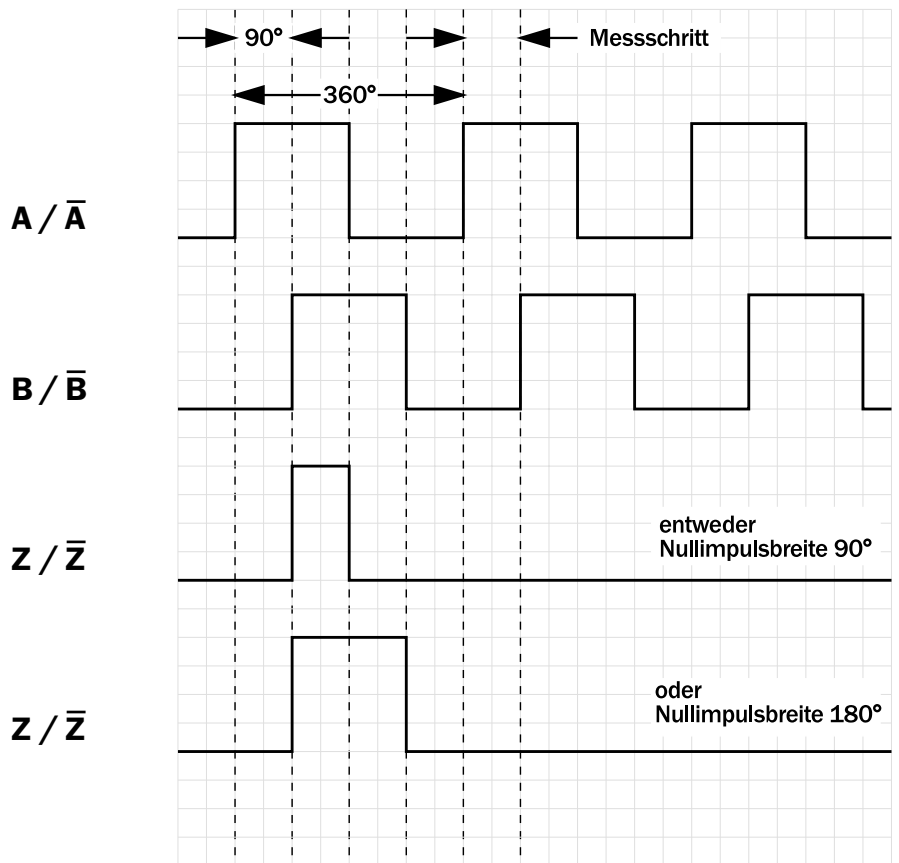 90° Messschritt
360°
A / A̅
B / B̅
Z / Z̅
entweder
Nullimpulsbreite 90°
Z / Z̅
oder
Nullimpulsbreite 180°